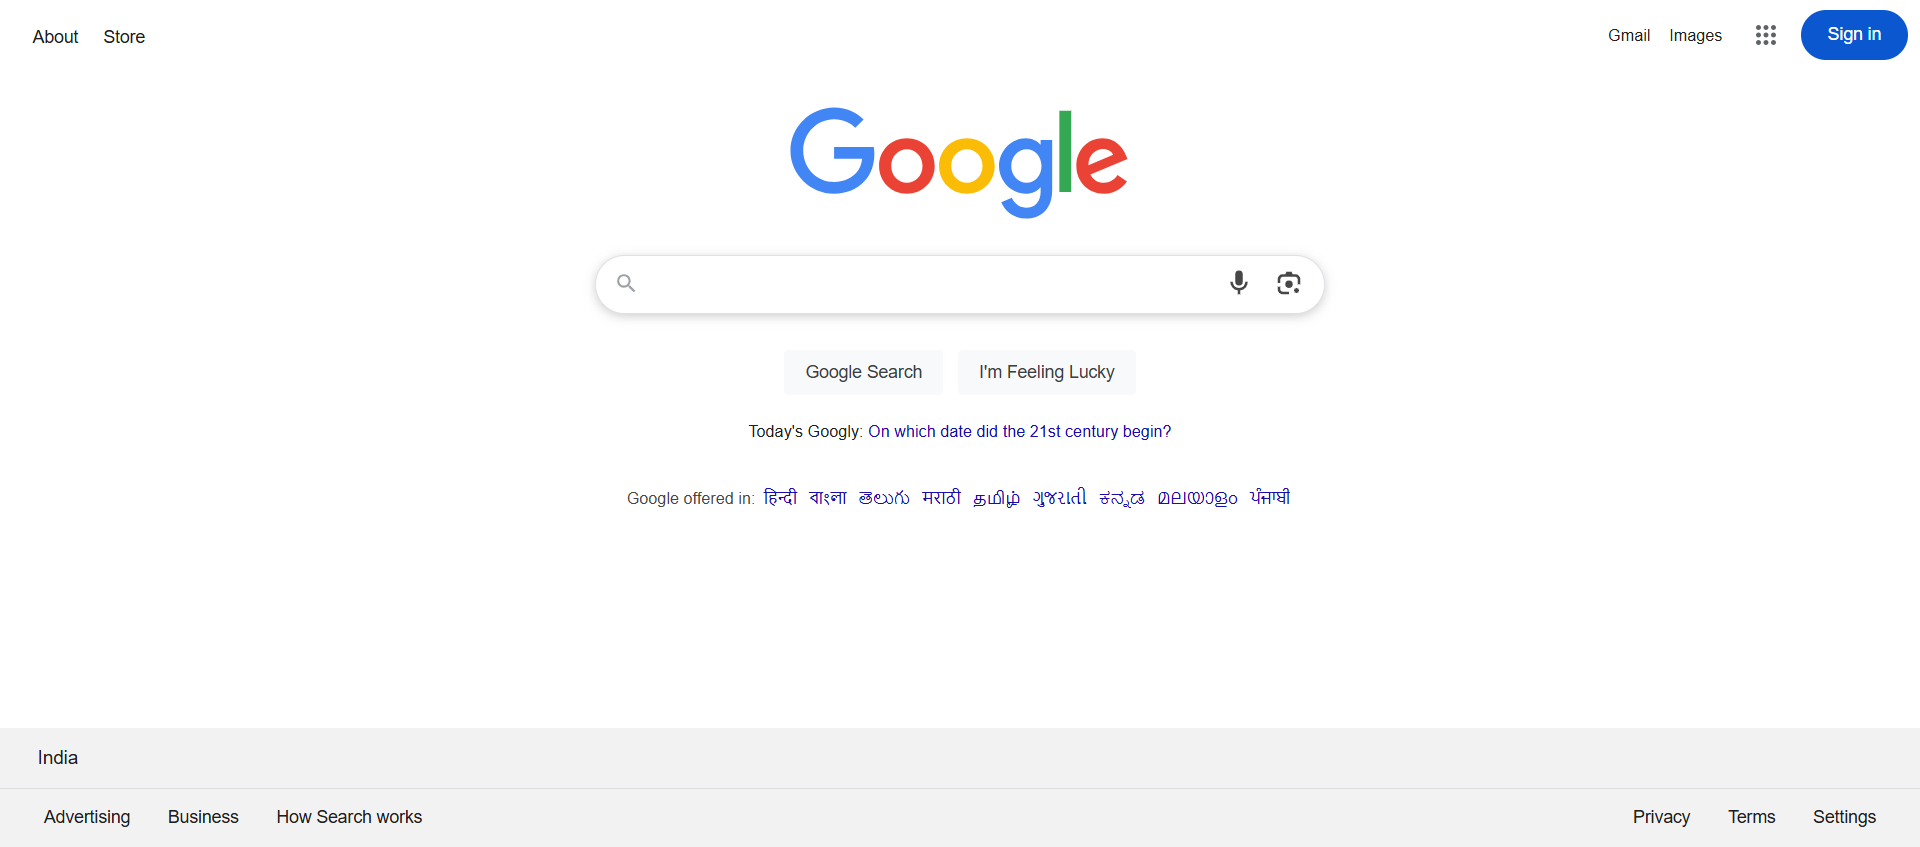 About Store
Gmail Images Sign in
Google
Google Search I'm Feeling Lucky
Today's Googly: On which date did the 21st century begin?
Google offered in: हिन्दी বাংলা తెలుగు मराठी தமிழ் ગુજરાતી ಕನ್ನಡ മലയാളം ਪੰਜਾਬੀ
India
Advertising Business How Search works
Privacy Terms Settings